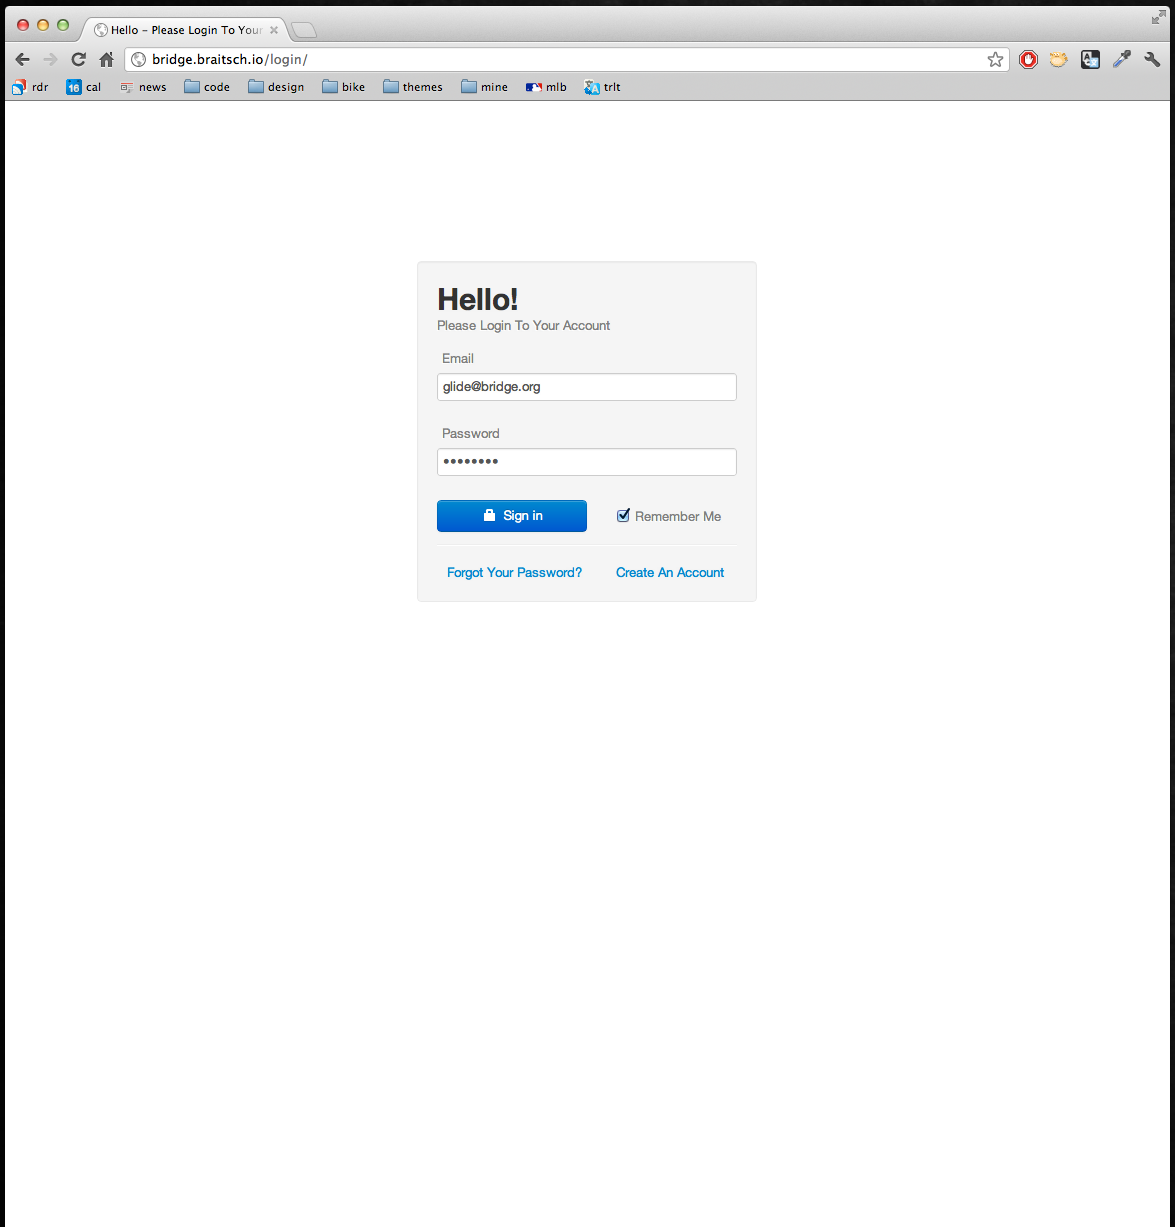 Hello – Please Login To Your
bridge.braitsch.io/login/
rdr 16 cal news code design bike themes mine mlb trlt
Hello!
Please Login To Your Account
Email
glide@bridge.org
Password
Sign in Remember Me
Forgot Your Password? Create An Account